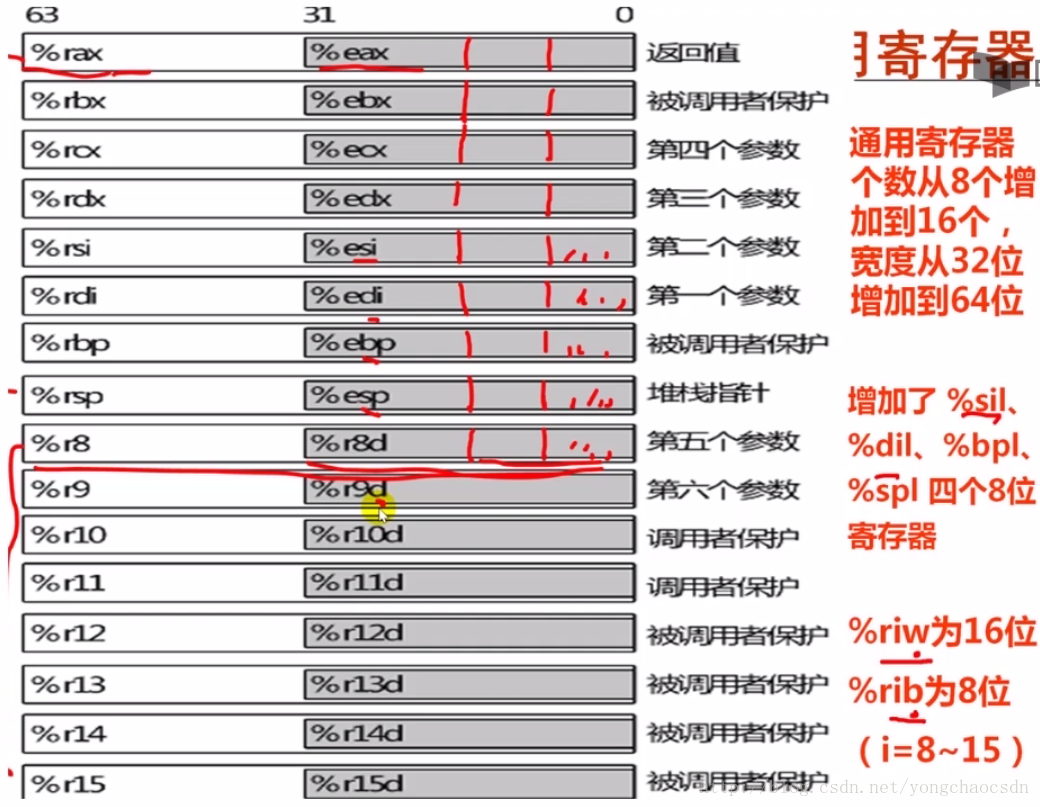 63 31 0
%rax %eax 返回值
%rbx %ebx 被调用者保护
%rcx %ecx 第四个参数
%rdx %edx 第三个参数
%rsi %esi 第二个参数
%rdi %edi 第一个参数
%rbp %ebp 被调用者保护
%rsp %esp 堆栈指针
%r8 %r8d 第五个参数
%r9 %r9d 第六个参数
%r10 %r10d 调用者保护
%r11 %r11d 调用者保护
%r12 %r12d 被调用者保护
%r13 %r13d 被调用者保护
%r14 %r14d 被调用者保护
%r15 %r15d 被调用者保护
寄存器
通用寄存器
个数从8个增
加到16个，
宽度从32位
增加到64位
增加了 %sil、
%dil、%bpl、
%spl 四个8位
寄存器
%riw为16位
%rib为8位
（i=8~15）
http://blog.csdn.net/yongchaocsdn